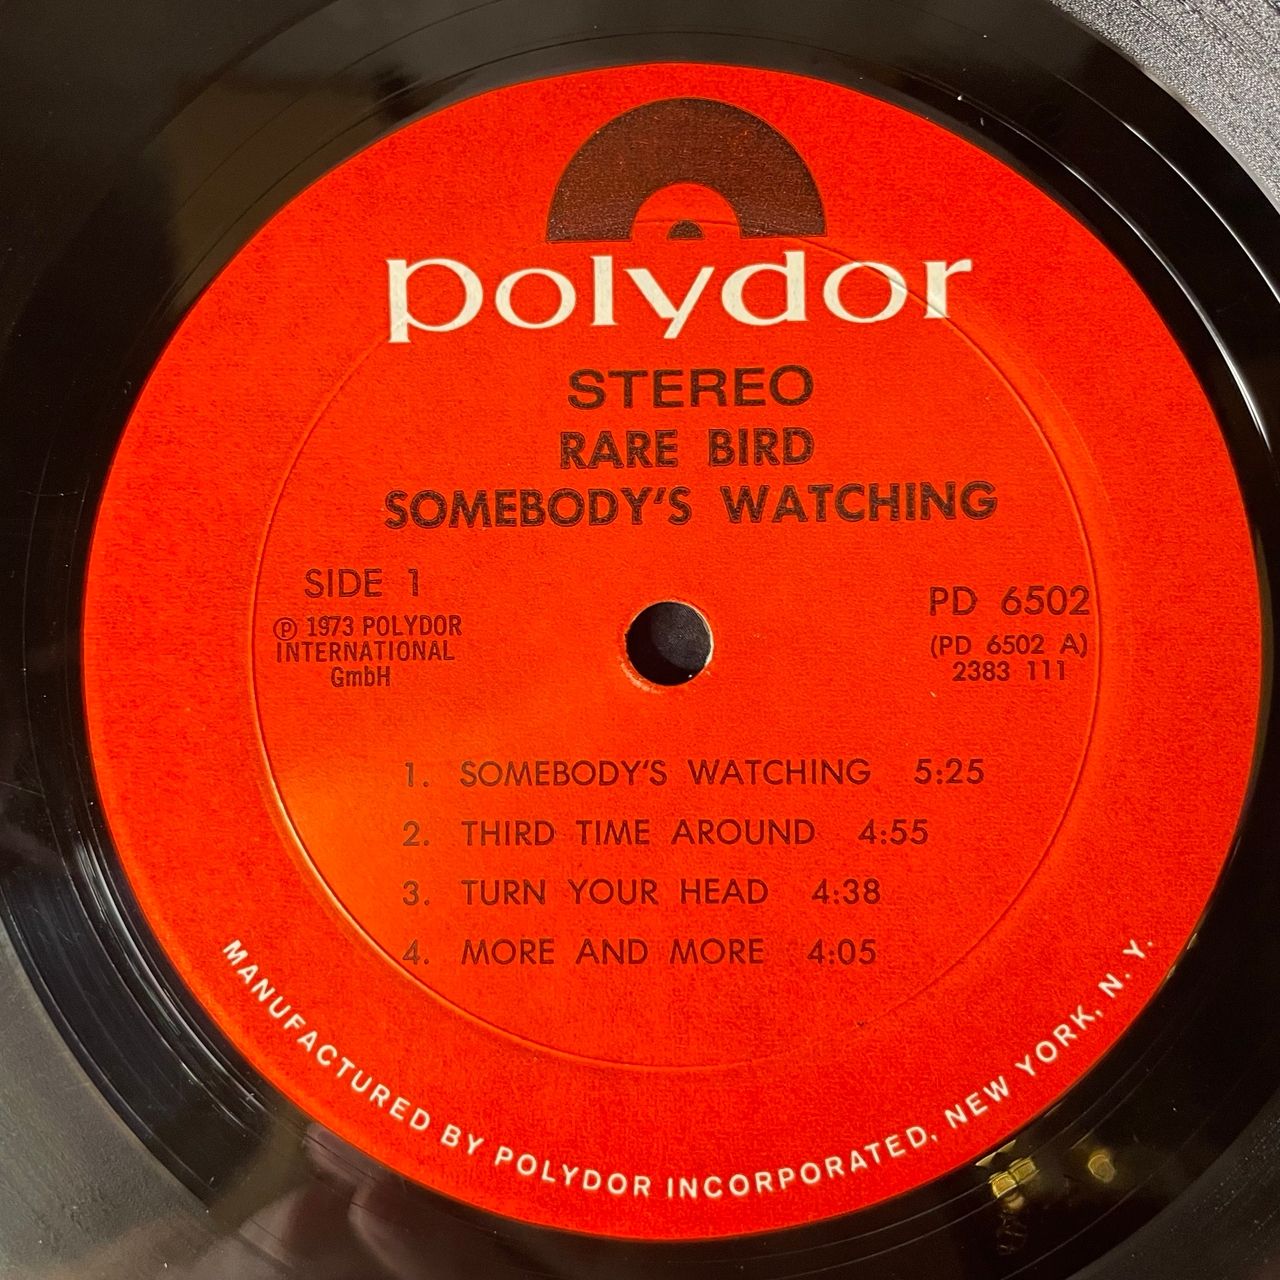 polydor
STEREO
RARE BIRD
SOMEBODY'S WATCHING
SIDE 1
℗ 1973 POLYDOR
INTERNATIONAL
GmbH
PD 6502
(PD 6502 A)
2383 111
1. SOMEBODY'S WATCHING 5:25
2. THIRD TIME AROUND 4:55
3. TURN YOUR HEAD 4:38
4. MORE AND MORE 4:05
MANUFACTURED BY POLYDOR INCORPORATED, NEW YORK, N. Y.